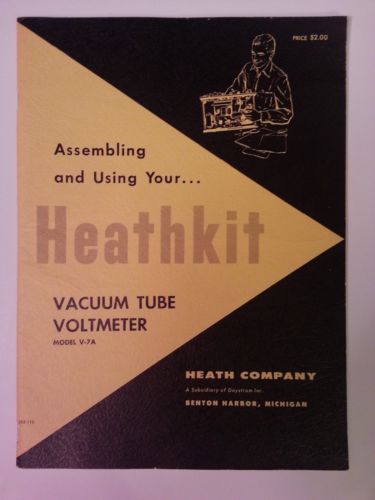 PRICE $2.00
Assembling
and Using Your...
Heathkit
VACUUM TUBE
VOLTMETER
MODEL V-7A
HEATH COMPANY
A Subsidiary of Daystrom Inc.
BENTON HARBOR, MICHIGAN